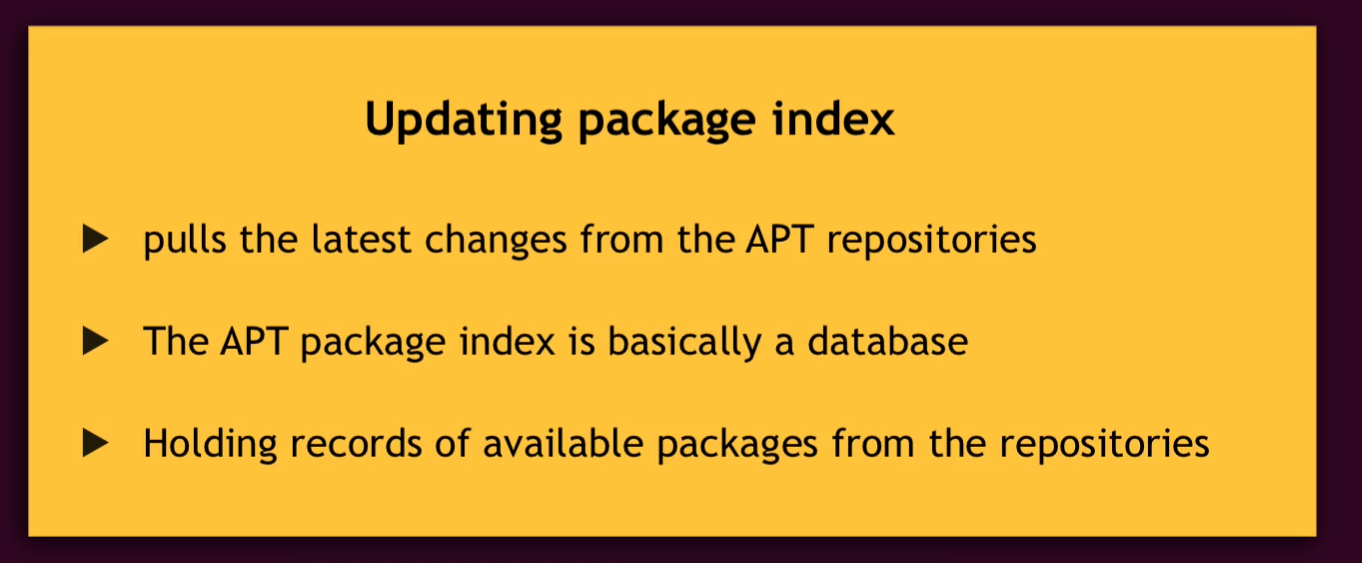 Updating package index
pulls the latest changes from the APT repositories
The APT package index is basically a database
Holding records of available packages from the repositories